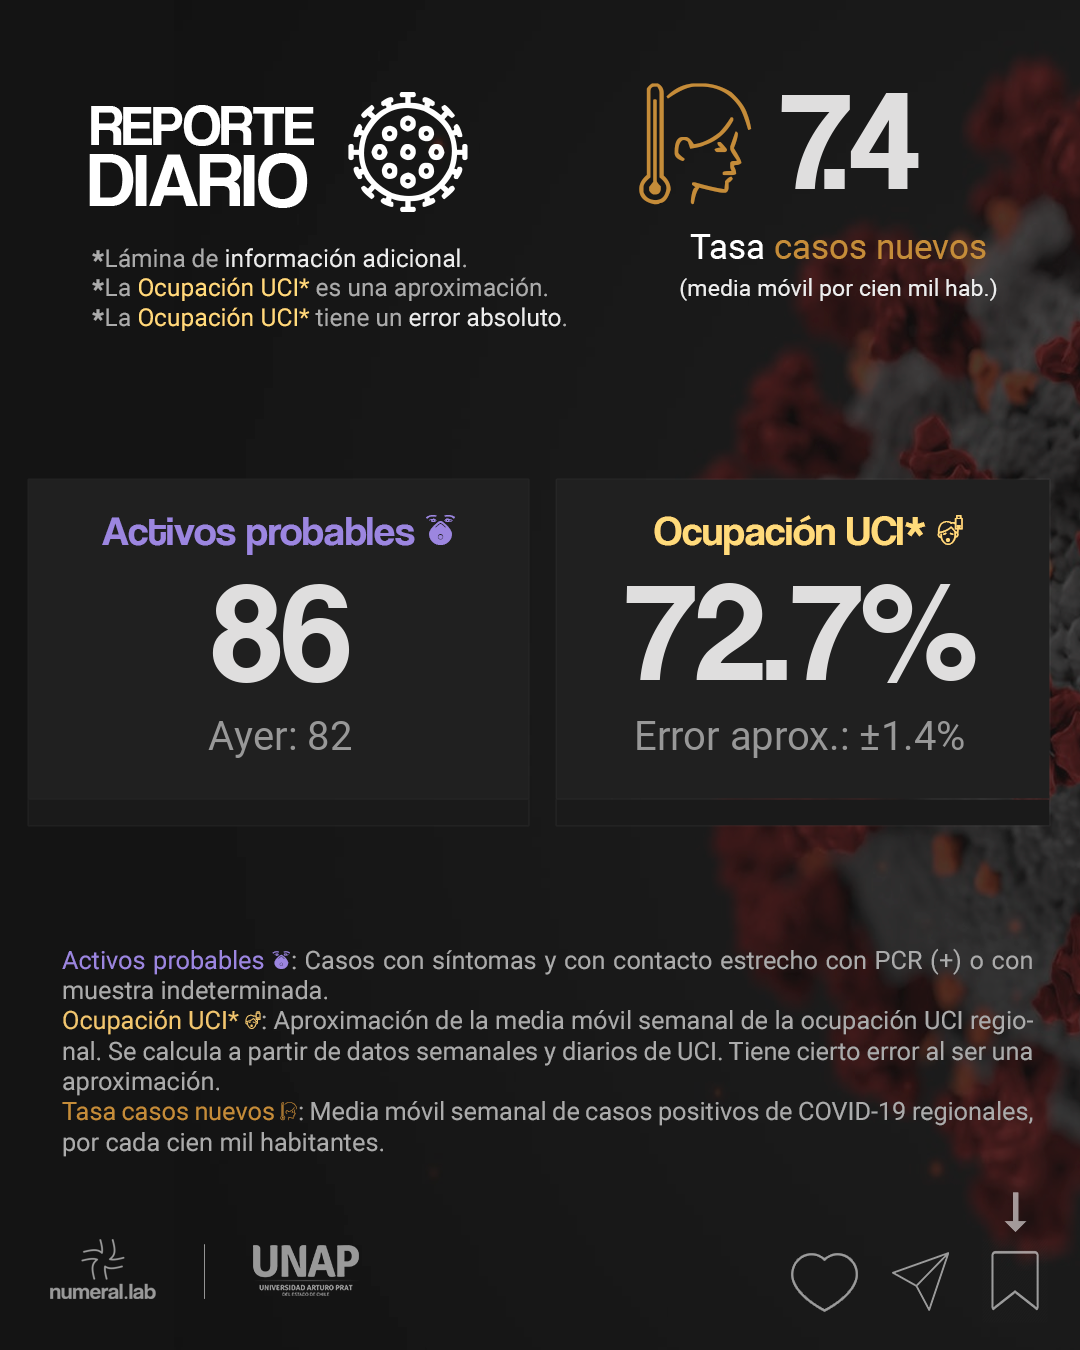 REPORTE
DIARIO
*Lámina de información adicional.
*La Ocupación UCI* es una aproximación.
*La Ocupación UCI* tiene un error absoluto.
7.4
Tasa casos nuevos
(media móvil por cien mil hab.)
Activos probables
86
Ayer: 82
Ocupación UCI*
72.7%
Error aprox.: ±1.4%
Activos probables : Casos con síntomas y con contacto estrecho con PCR (+) o con
muestra indeterminada.
Ocupación UCI* : Aproximación de la media móvil semanal de la ocupación UCI regio-
nal. Se calcula a partir de datos semanales y diarios de UCI. Tiene cierto error al ser una
aproximación.
Tasa casos nuevos : Media móvil semanal de casos positivos de COVID-19 regionales,
por cada cien mil habitantes.
numeral.lab
UNAP
UNIVERSIDAD ARTURO PRAT
DEL ESTADO DE CHILE